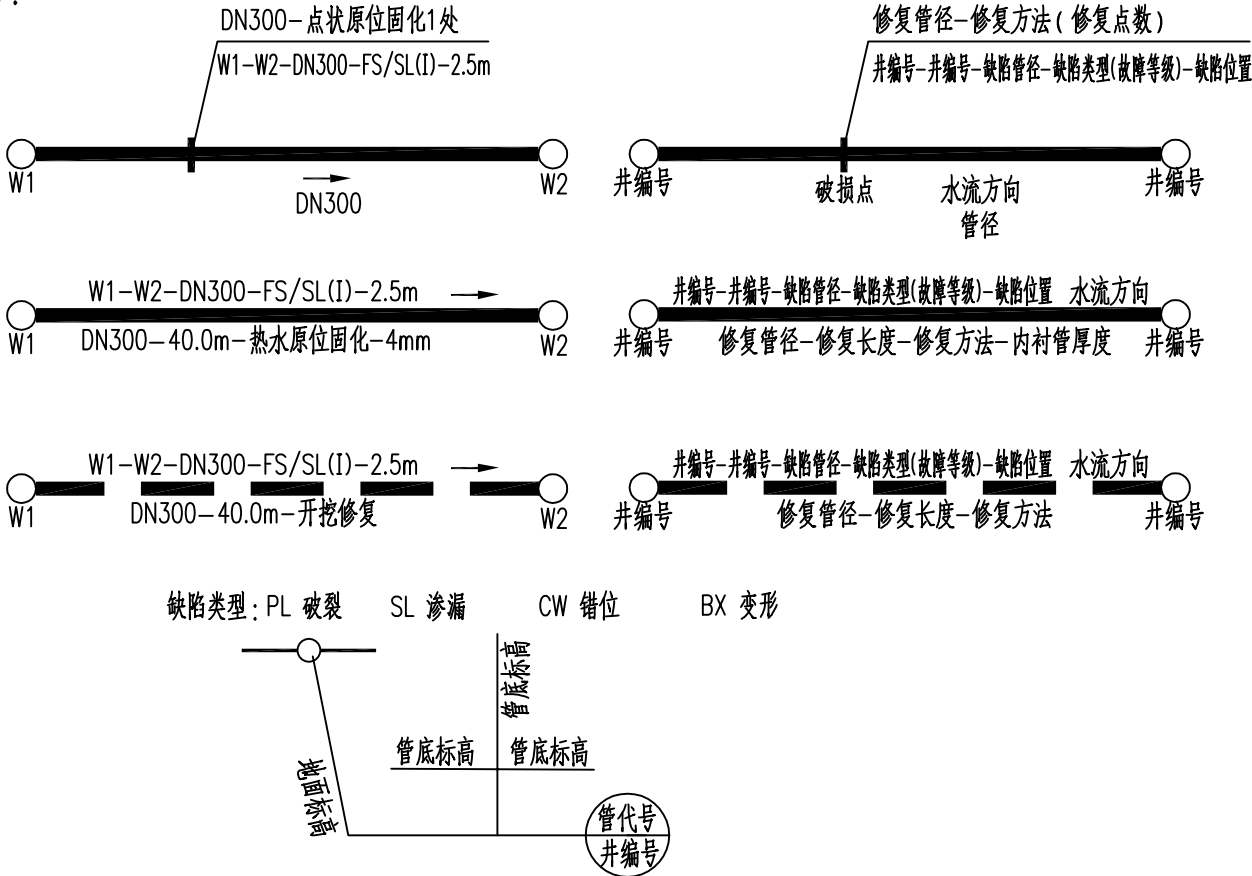 DN300-点状原位固化1处
W1-W2-DN300-FS/SL(I)-2.5m
修复管径-修复方法(修复点数)
井编号-井编号-缺陷管径-缺陷类型(故障等级)-缺陷位置
W1
DN300
W2
井编号
破损点
水流方向
管径
井编号
W1-W2-DN300-FS/SL(I)-2.5m
W1
DN300-40.0m-热水原位固化-4mm
W2
井编号-井编号-缺陷管径-缺陷类型(故障等级)-缺陷位置 水流方向
井编号
修复管径-修复长度-修复方法-内衬管厚度
井编号
W1-W2-DN300-FS/SL(I)-2.5m
W1
DN300-40.0m-开挖修复
W2
井编号-井编号-缺陷管径-缺陷类型(故障等级)-缺陷位置 水流方向
井编号
修复管径-修复长度-修复方法
井编号
缺陷类型: PL 破裂 SL 渗漏 CW 错位 BX 变形
管底标高
管底标高
管底标高
地面标高
管代号
井编号